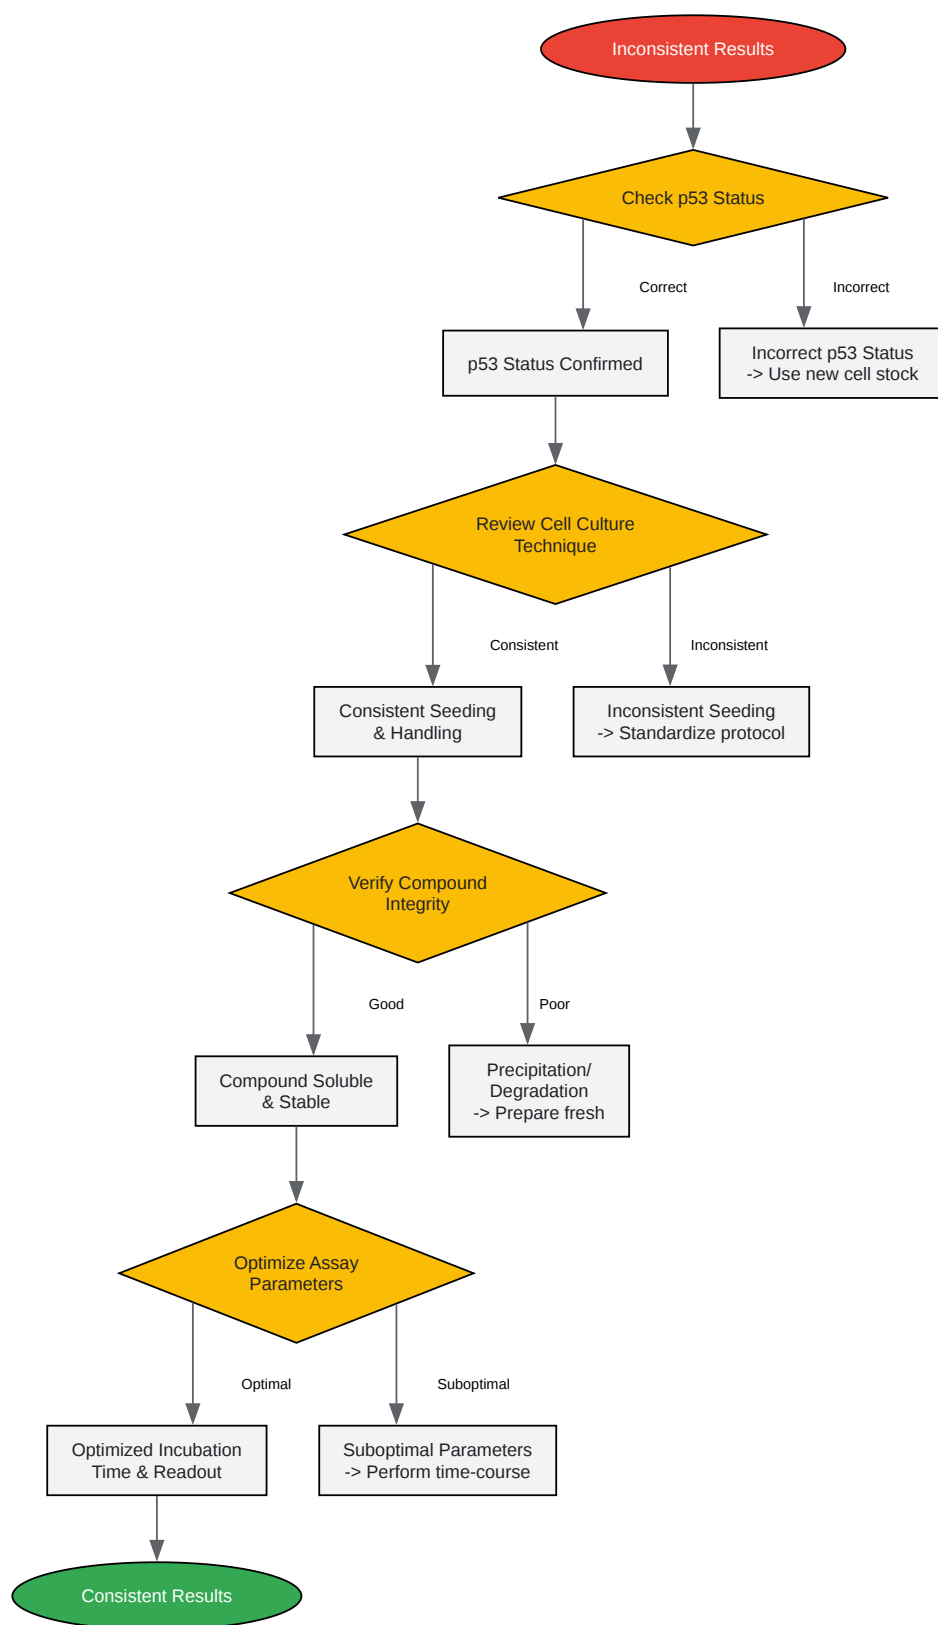 Inconsistent Results
Check p53 Status
Correct
Incorrect
p53 Status Confirmed
Incorrect p53 Status
-> Use new cell stock
Review Cell Culture
Technique
Consistent
Inconsistent
Consistent Seeding
& Handling
Inconsistent Seeding
-> Standardize protocol
Verify Compound
Integrity
Good
Poor
Compound Soluble
& Stable
Precipitation/
Degradation
-> Prepare fresh
Optimize Assay
Parameters
Optimal
Suboptimal
Optimized Incubation
Time & Readout
Suboptimal Parameters
-> Perform time-course
Consistent Results